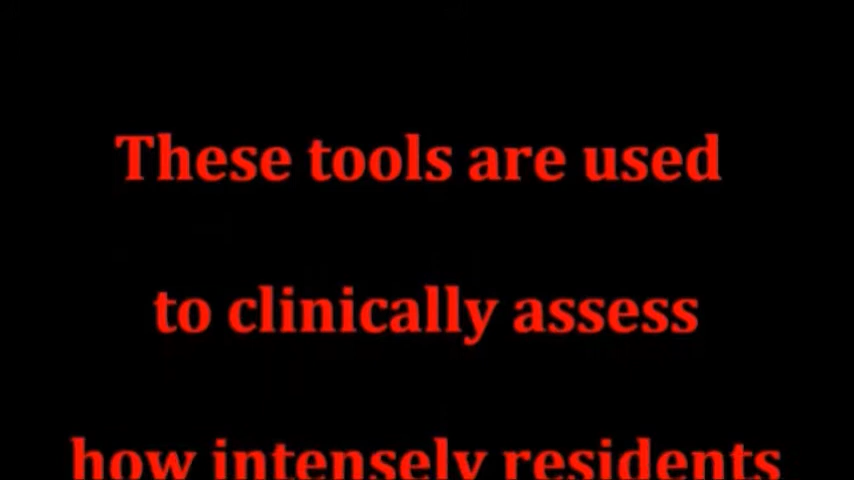 These tools are used
to clinically assess
how intensely residents